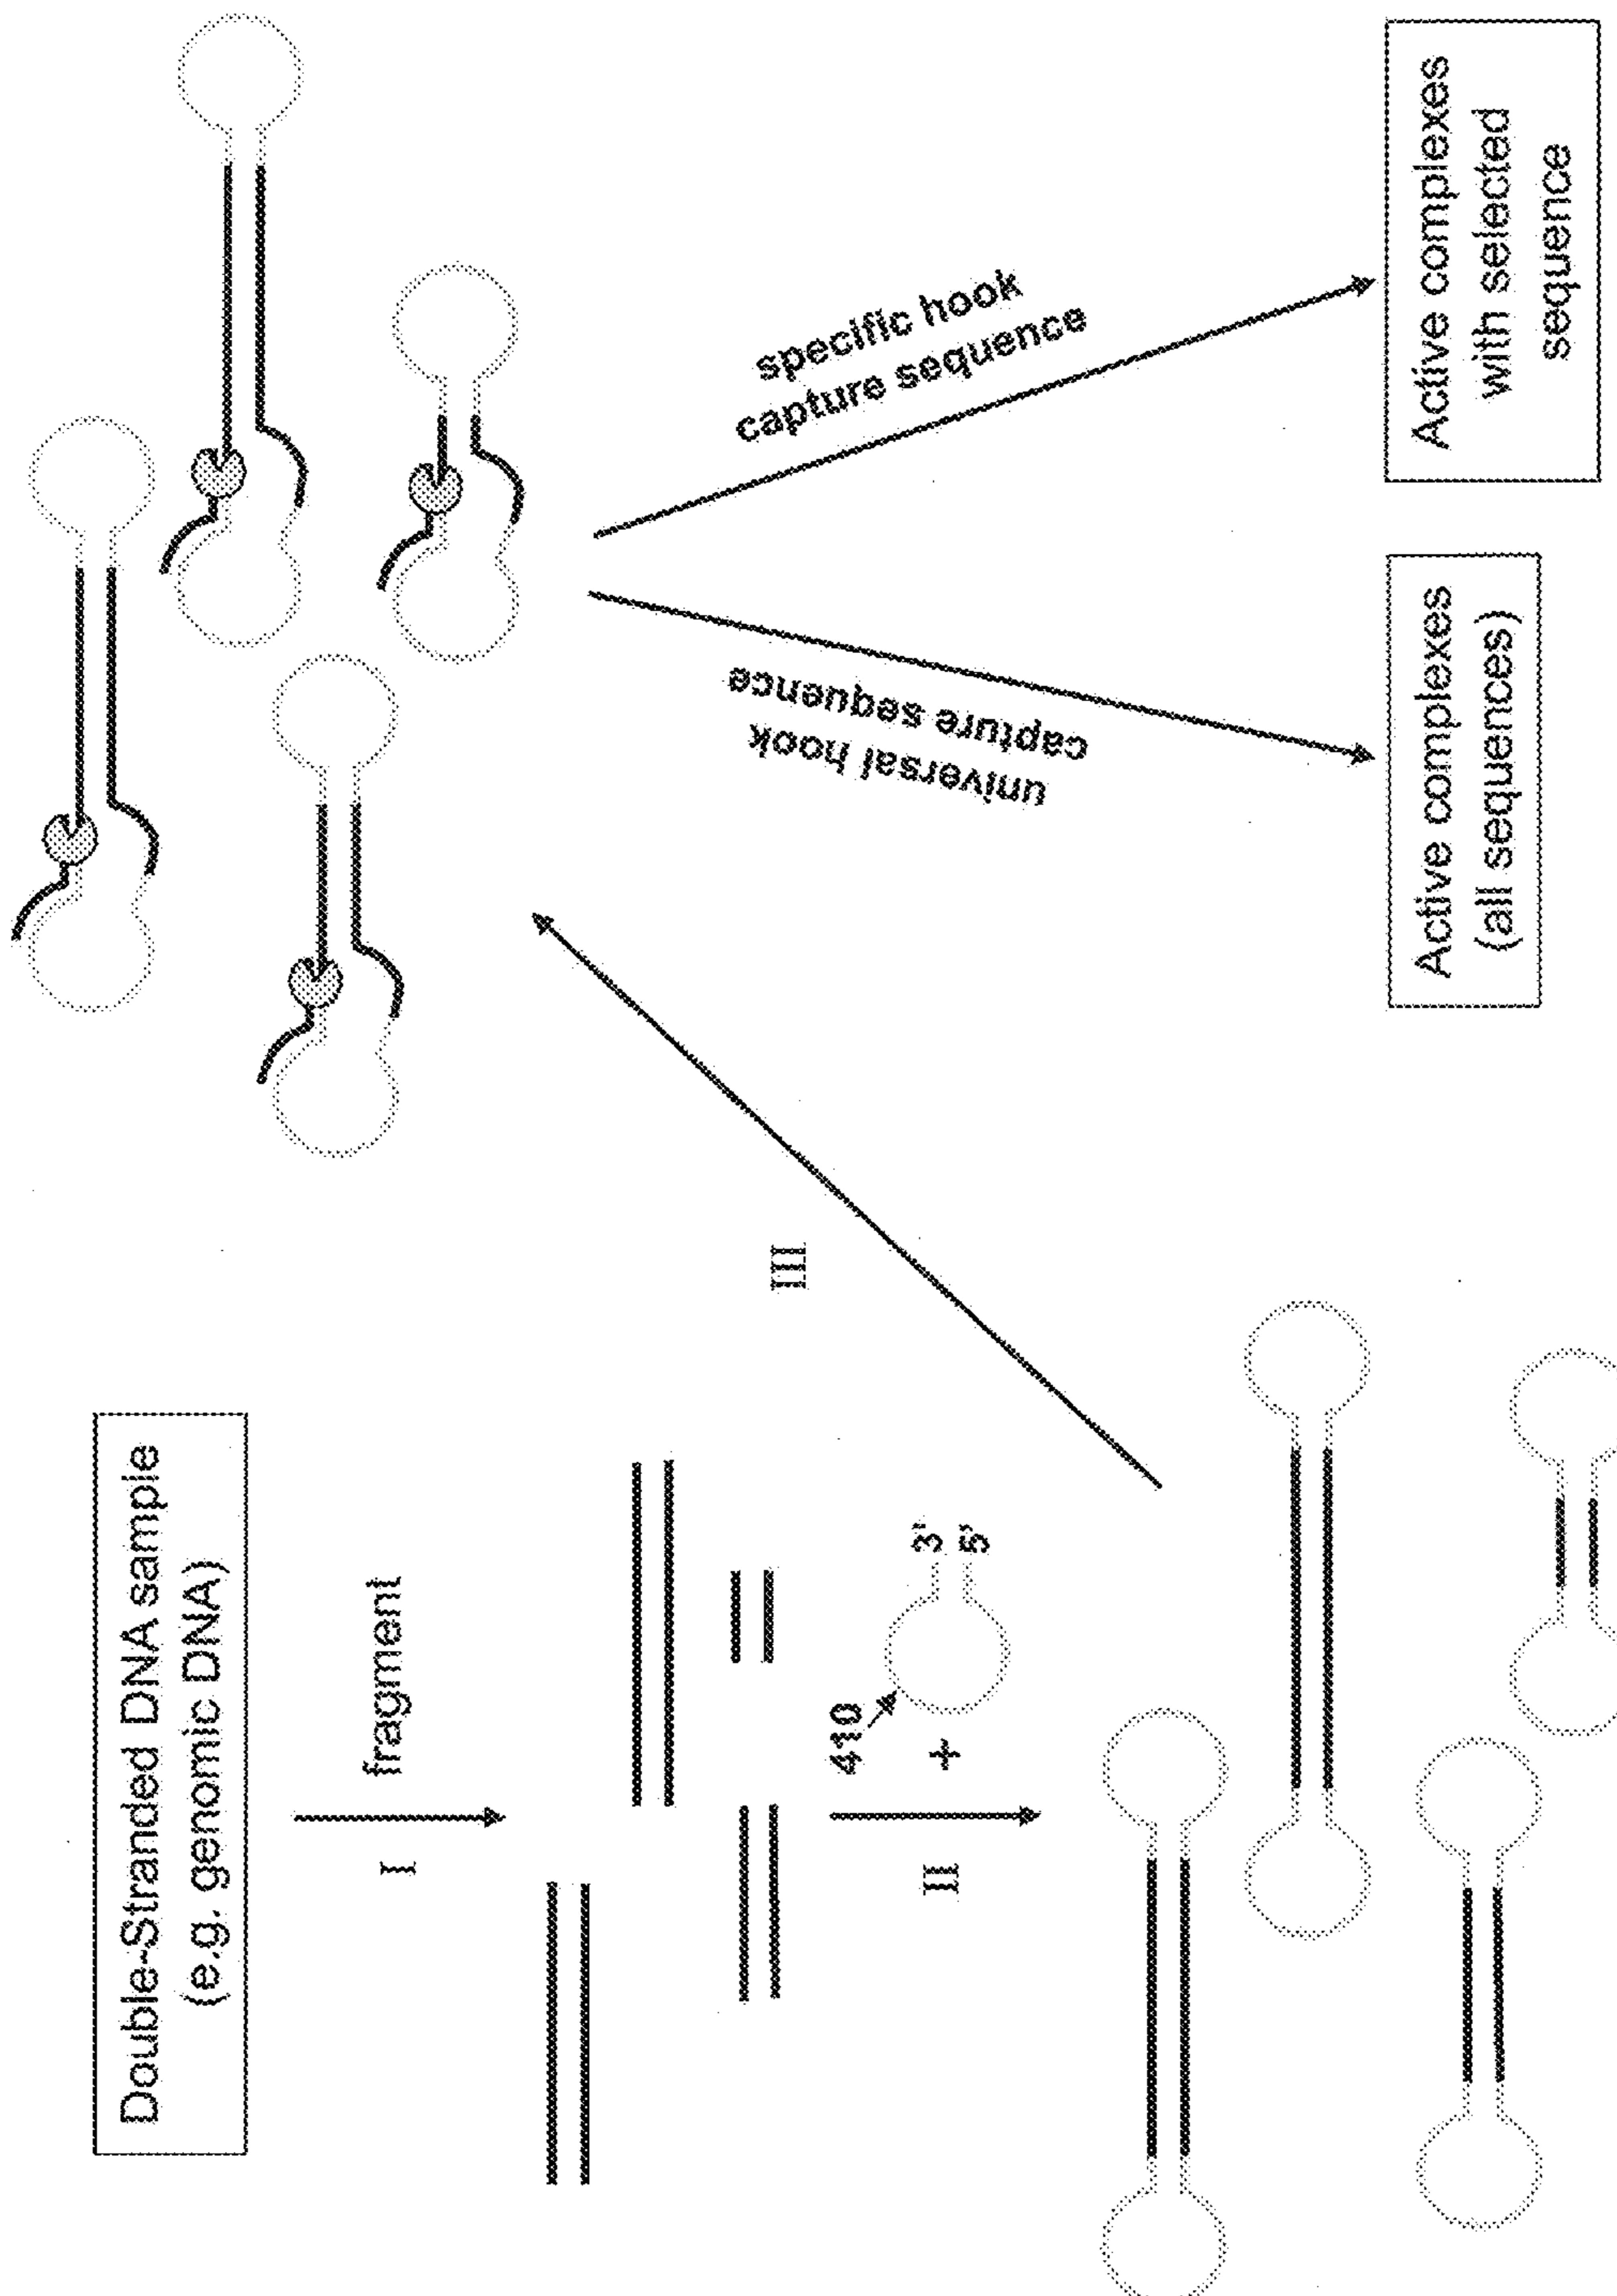 Double-Stranded DNA sample
(e.g. genomic DNA)
I
fragment
II
+
410
3'
5'
III
universal hook
capture sequence
specific hook
capture sequence
Active complexes
(all sequences)
Active complexes
with selected
sequence